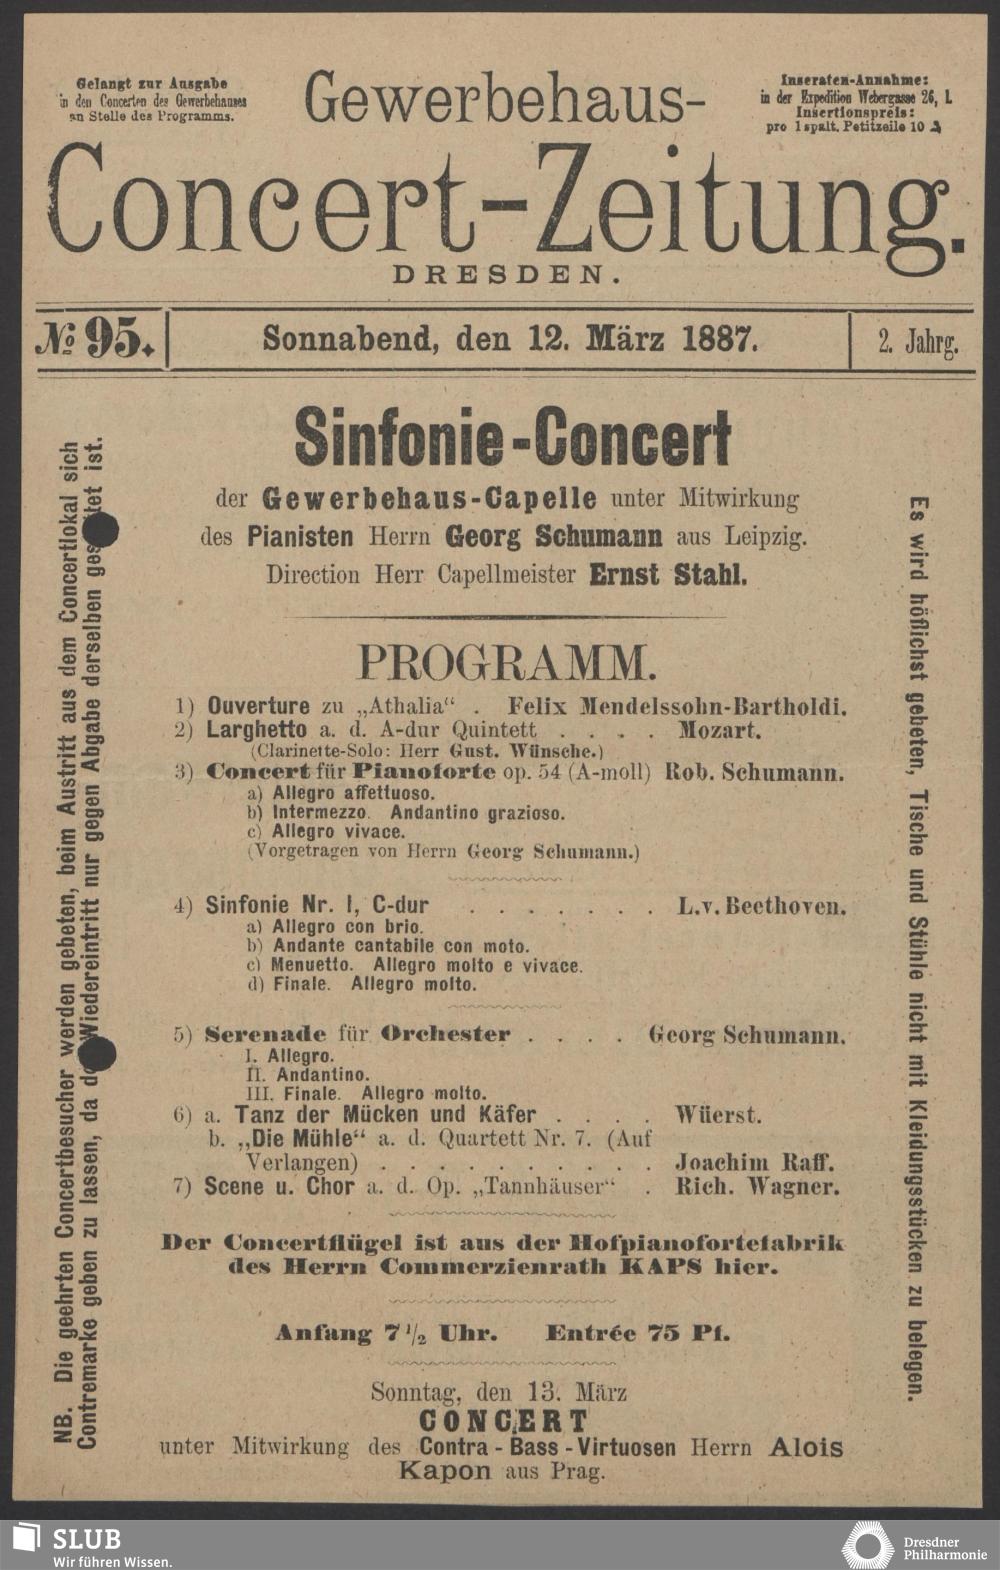 Gelangt zur Ausgabe
in den Concerten des Gewerbehauses
an Stelle des Programms.
Gewerbehaus-
Inseraten-Annahme:
in der Expedition Webergasse 26, I.
Insertionspreis:
pro 1 spalt. Petitzeile 10 ₰
Concert-Zeitung.
DRESDEN.
№ 95.
Sonnabend, den 12. März 1887.
2. Jahrg.
NB. Die geehrten Concertbesucher werden gebeten, beim Austritt aus dem Concertlokal sich
Contremarke geben zu lassen, da Wiedereintritt nur gegen Abgabe derselben ist.
Sinfonie-Concert
der Gewerbehaus-Capelle unter Mitwirkung
des Pianisten Herrn Georg Schumann aus Leipzig.
Direction Herr Capellmeister Ernst Stahl.
PROGRAMM.
1) Ouverture zu „Athalia“ . Felix Mendelssohn-Bartholdi.
2) Larghetto a. d. A-dur Quintett . . . . Mozart.
(Clarinette-Solo: Herr Gust. Wünsche.)
3) Concert für Pianoforte op. 54 (A-moll) Rob. Schumann.
a) Allegro affettuoso.
b) Intermezzo. Andantino grazioso.
c) Allegro vivace.
(Vorgetragen von Herrn Georg Schumann.)
4) Sinfonie Nr. I, C-dur . . . . . . . L. v. Beethoven.
a) Allegro con brio.
b) Andante cantabile con moto.
c) Menuetto. Allegro molto e vivace.
d) Finale. Allegro molto.
5) Serenade für Orchester . . . . Georg Schumann.
I. Allegro.
II. Andantino.
III. Finale. Allegro molto.
6) a. Tanz der Mücken und Käfer . . . . Wüerst.
b. „Die Mühle“ a. d. Quartett Nr. 7. (Auf
Verlangen) . . . . . . . . . . Joachim Raff.
7) Scene u. Chor a. d. Op. „Tannhäuser“ . Rich. Wagner.
Der Concertflügel ist aus der Hofpianofortefabrik
des Herrn Commerzienrath KAPS hier.
Anfang 7 1/2 Uhr. Entrée 75 Pf.
Sonntag, den 13. März
CONCERT
unter Mitwirkung des Contra-Bass-Virtuosen Herrn Alois
Kapon aus Prag.
Es wird höflichst gebeten, Tische und Stühle nicht mit Kleidungsstücken zu belegen.
SLUB
Wir führen Wissen.
Dresdner
Philharmonie